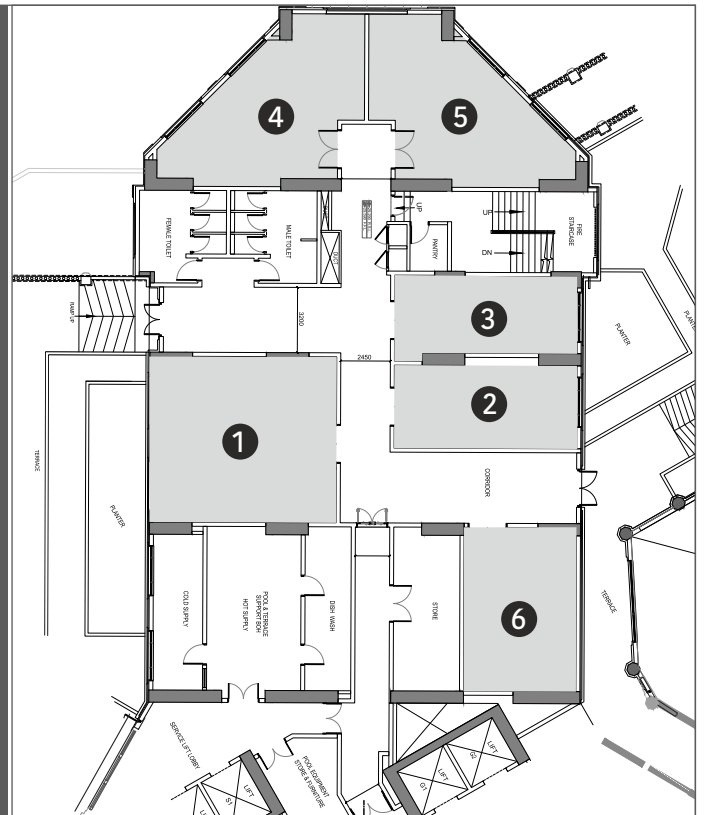 4
5
FEMALE TOILET
MALE TOILET
DUCT
UP
PANTRY
UP
DN
FIRE
STAIRCASE
RAMP UP
3200
3
PLANTER
2450
2
1
TERRACE
PLANTER
CORRIDOR
COLD SUPPLY
POOL & TERRACE
SUPPORT BOH
HOT SUPPLY
DISH WASH
STORE
6
TERRACE
SERVICE LIFT LOBBY
POOL EQUIPMENT
STORE & FURNITURE
S1
LIFT
G1
LIFT
G2
LIFT